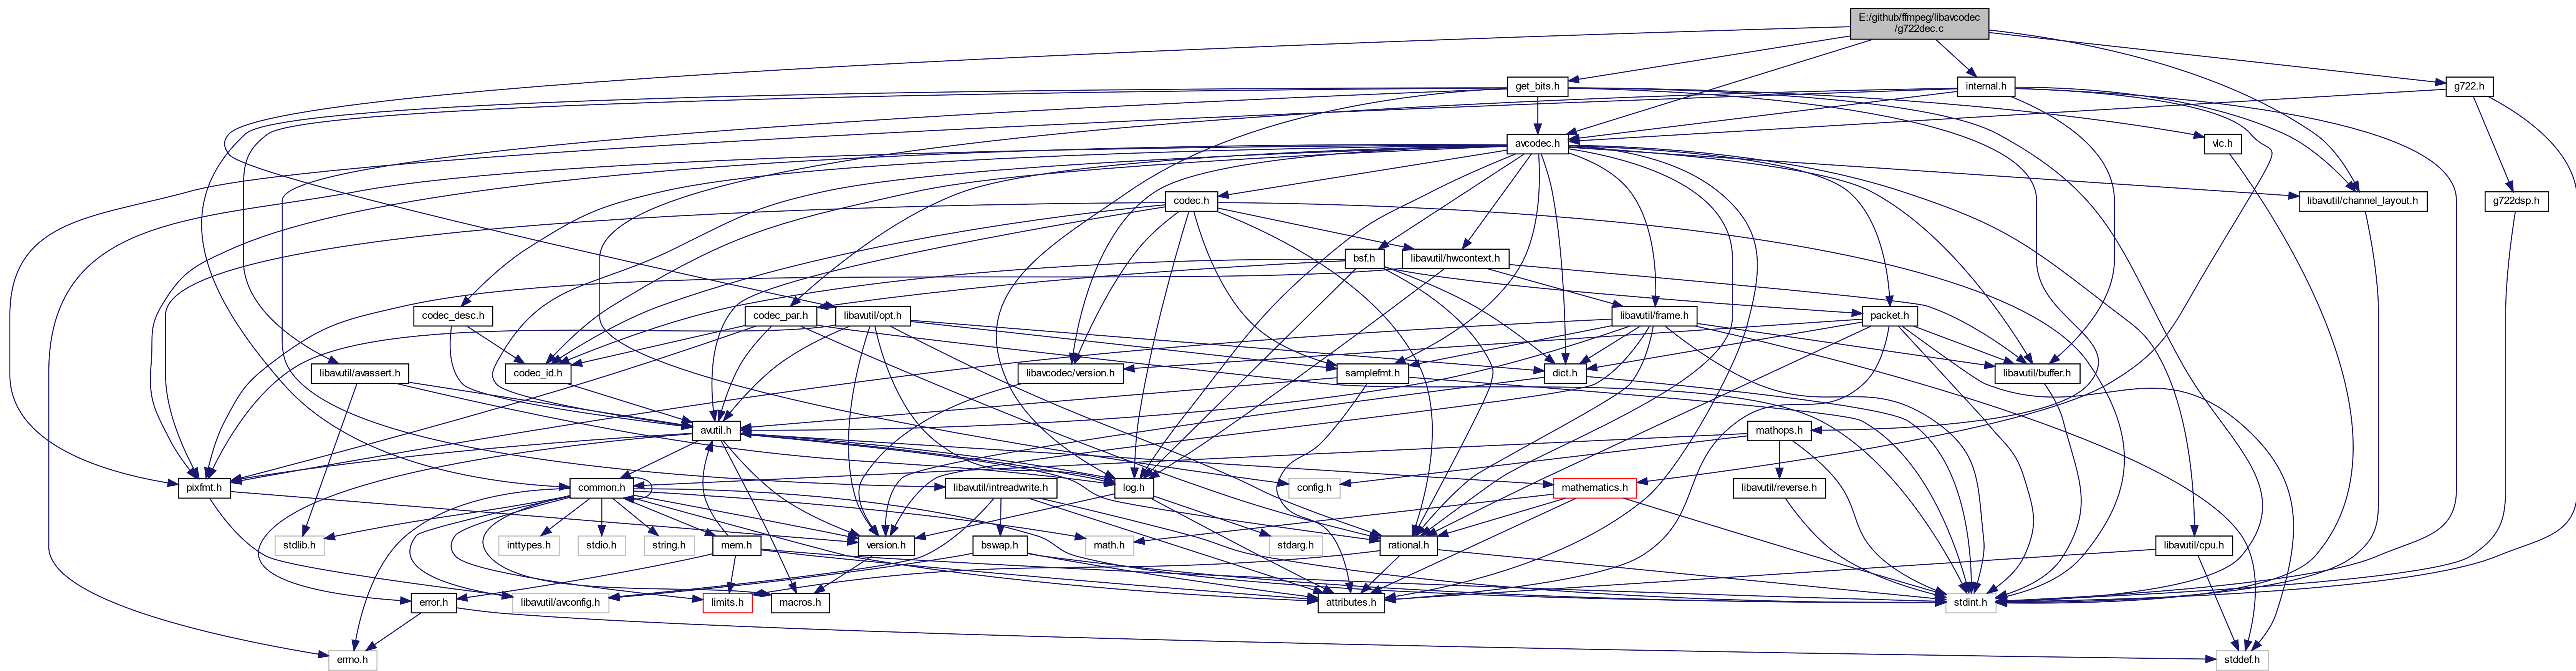 E:/github/ffmpeg/libavcodec
/g722dec.c
get_bits.h
internal.h
g722.h
avcodec.h
vlc.h
codec.h
libavutil/channel_layout.h
g722dsp.h
bsf.h
libavutil/hwcontext.h
codec_desc.h
codec_par.h
libavutil/opt.h
libavutil/frame.h
packet.h
libavutil/avassert.h
codec_id.h
libavcodec/version.h
samplefmt.h
dict.h
libavutil/buffer.h
avutil.h
mathops.h
pixfmt.h
common.h
libavutil/intreadwrite.h
log.h
config.h
mathematics.h
libavutil/reverse.h
stdlib.h
inttypes.h
stdio.h
string.h
mem.h
version.h
bswap.h
math.h
stdarg.h
rational.h
libavutil/cpu.h
error.h
libavutil/avconfig.h
limits.h
macros.h
attributes.h
stdint.h
errno.h
stddef.h